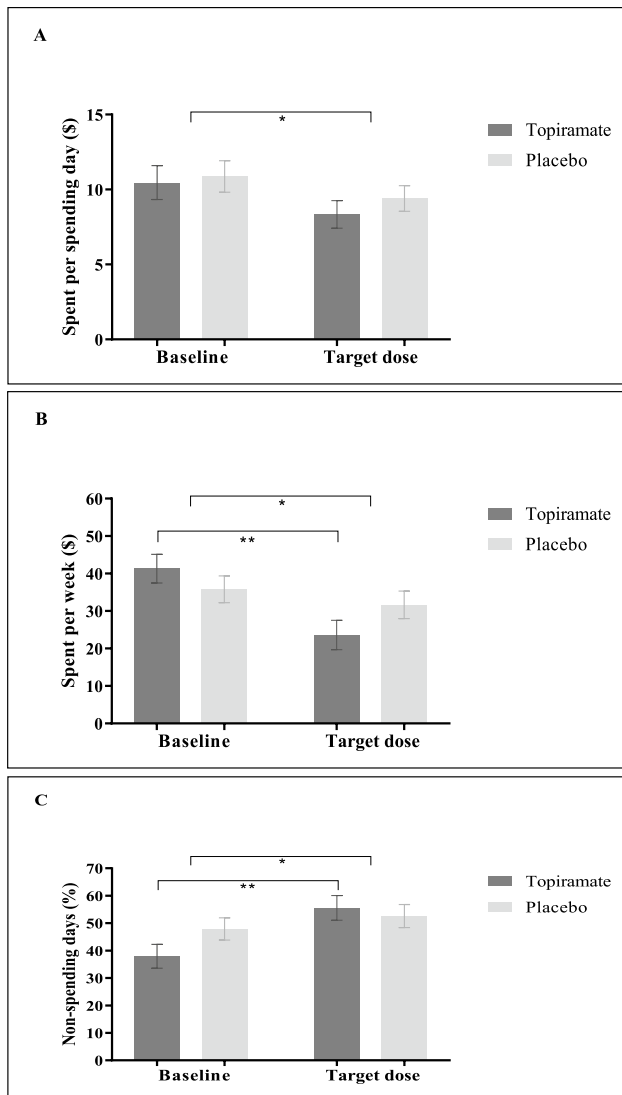 A
Spent per spending day ($)
15
10
5
0
*
Baseline
Target dose
Topiramate
Placebo
B
Spent per week ($)
60
50
40
30
20
10
0
*
**
Baseline
Target dose
Topiramate
Placebo
C
Non-spending days (%)
70
60
50
40
30
20
10
0
*
**
Baseline
Target dose
Topiramate
Placebo